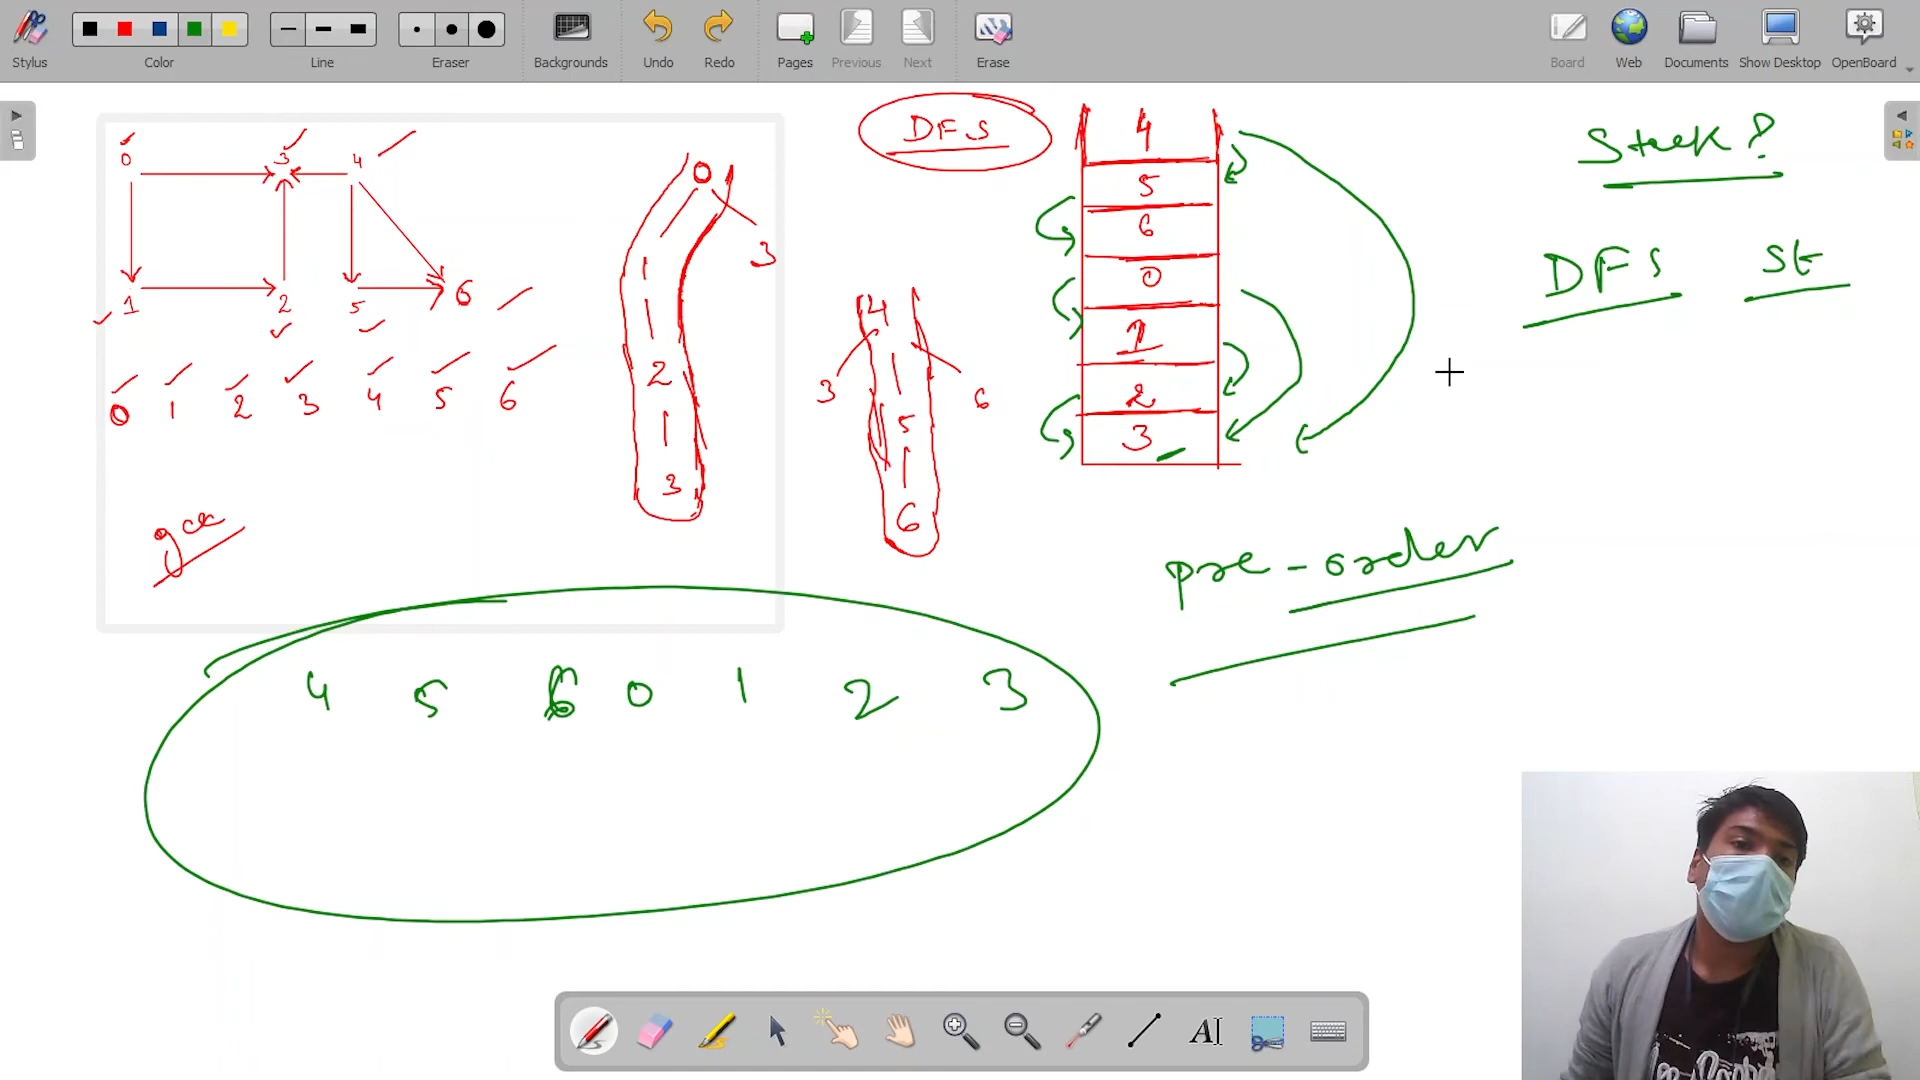 Stylus
Color
Line
Eraser
Backgrounds
Undo
Redo
Pages
Previous
Next
Erase
Board
Web
Documents
Show Desktop
OpenBoard
0 3 4
1 2 5 6
0 1 2 3 4 5 6
0
3
1
2
3
4
3 6
5
6
DFS
4
5
6
0
1
2
3
Stack?
DFS St
pre-order
4 5 6 0 1 2 3